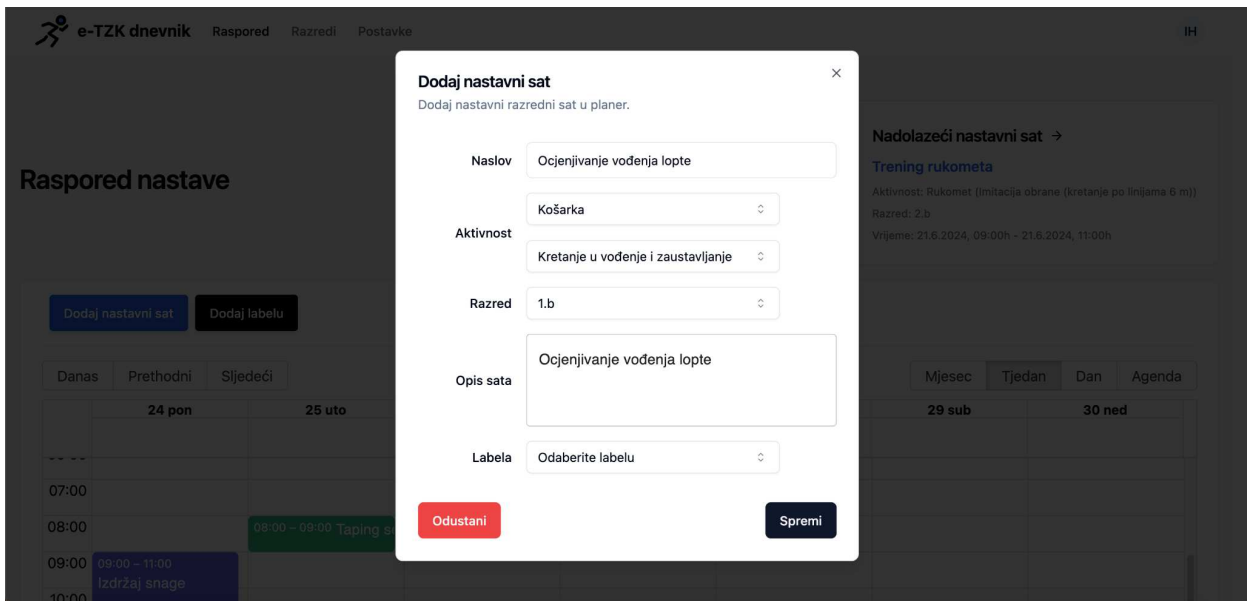 e-TZK dnevnik Raspored Razredi Postavke IH
Dodaj nastavni sat
Dodaj nastavni razredni sat u planer.
Naslov Ocjenjivanje vođenja lopte
Aktivnost Košarka
Kretanje u vođenje i zaustavljanje
Razred 1.b
Opis sata Ocjenjivanje vođenja lopte
Labela Odaberite labelu
Odustani Spremi
Raspored nastave
Nadolazeći nastavni sat →
Trening rukometa
Aktivnost: Rukomet (Imitacija obrane (kretanje po linijama 6 m))
Razred: 2.b
Vrijeme: 21.6.2024, 09:00h - 21.6.2024, 11:00h
Dodaj nastavni sat Dodaj labelu
Danas Prethodni Sljedeći Mjesec Tjedan Dan Agenda
24 pon 25 uto 29 sub 30 ned
07:00
08:00 08:00 – 09:00 Taping
09:00 09:00 – 11:00
Izdržaj snage
10:00